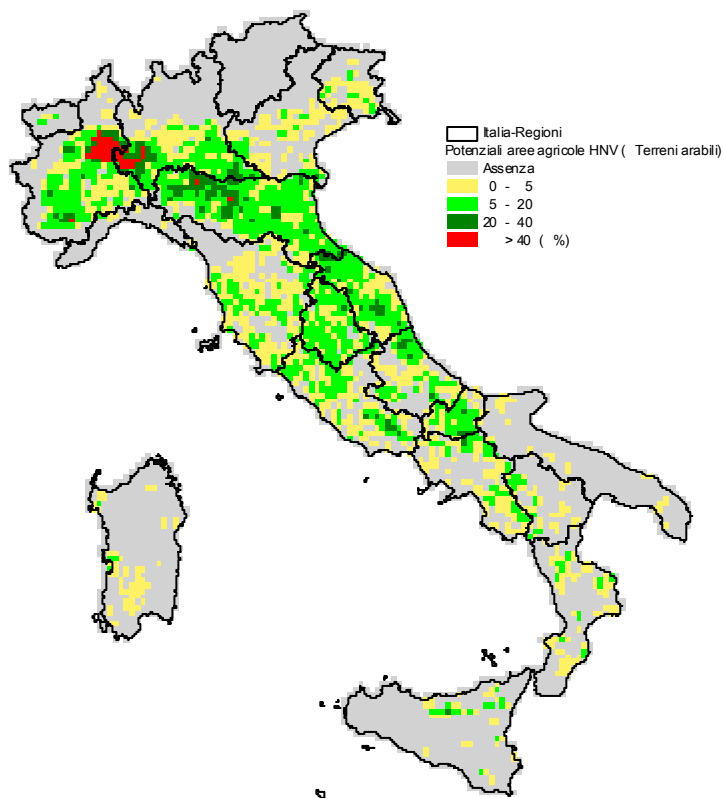 Italia-Regioni
Potenziali aree agricole HNV ( Terreni arabili)
Assenza
0 - 5
5 - 20
20 - 40
>40 ( %)